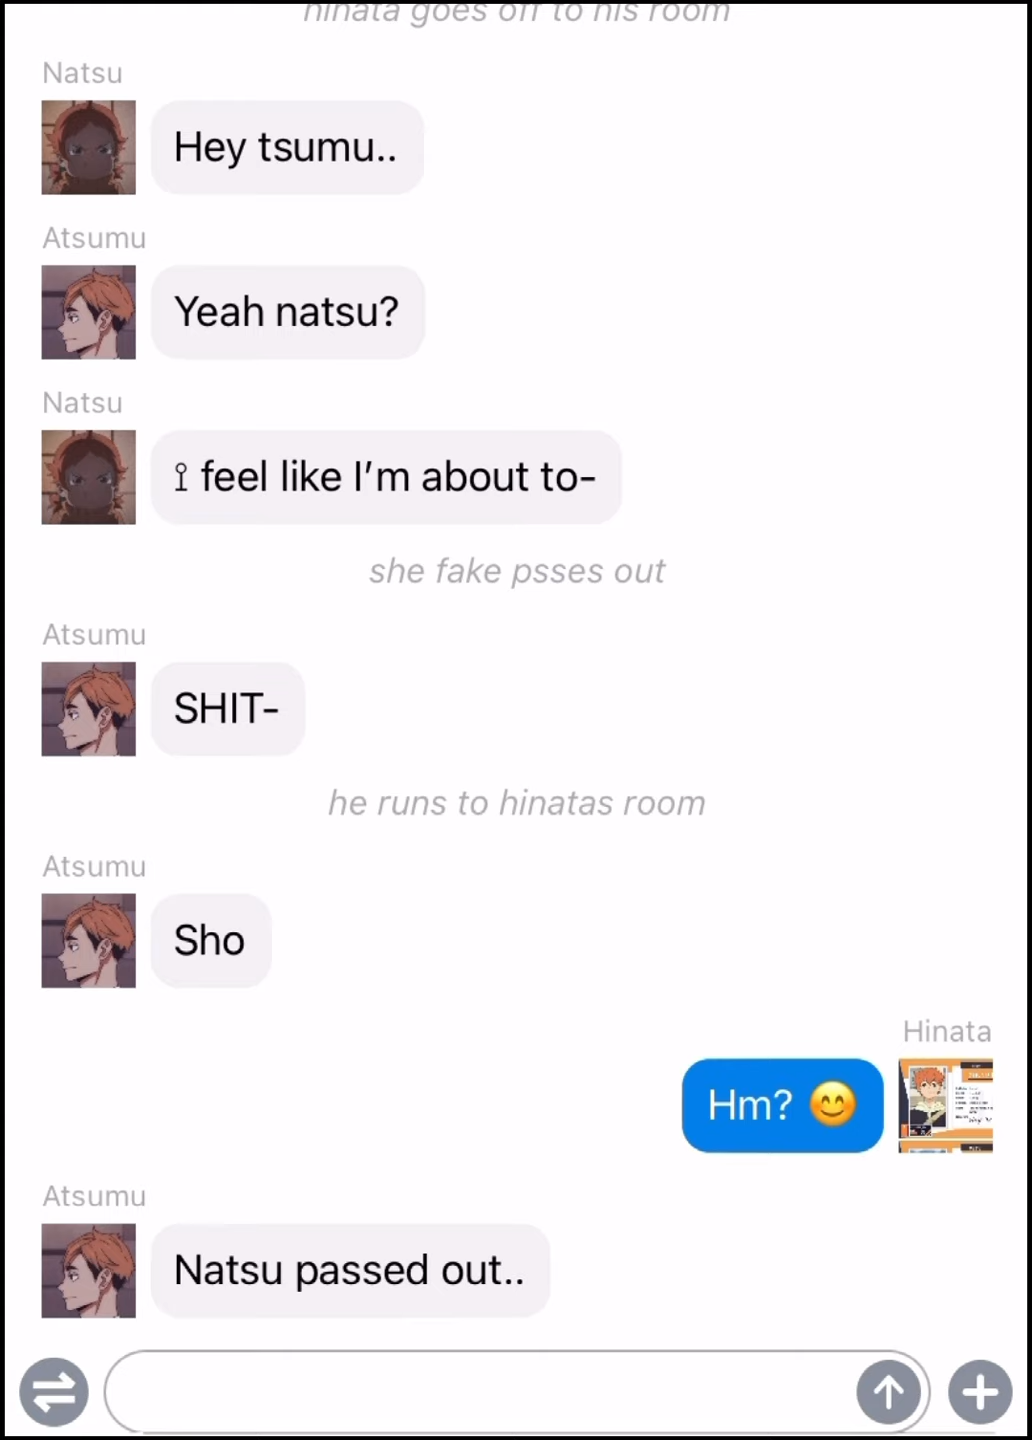 hinata goes off to his room
Natsu
Hey tsumu..
Atsumu
Yeah natsu?
Natsu
I feel like I'm about to-
she fake psses out
Atsumu
SHIT-
he runs to hinatas room
Atsumu
Sho
Hinata
Hm? 😊
Atsumu
Natsu passed out..